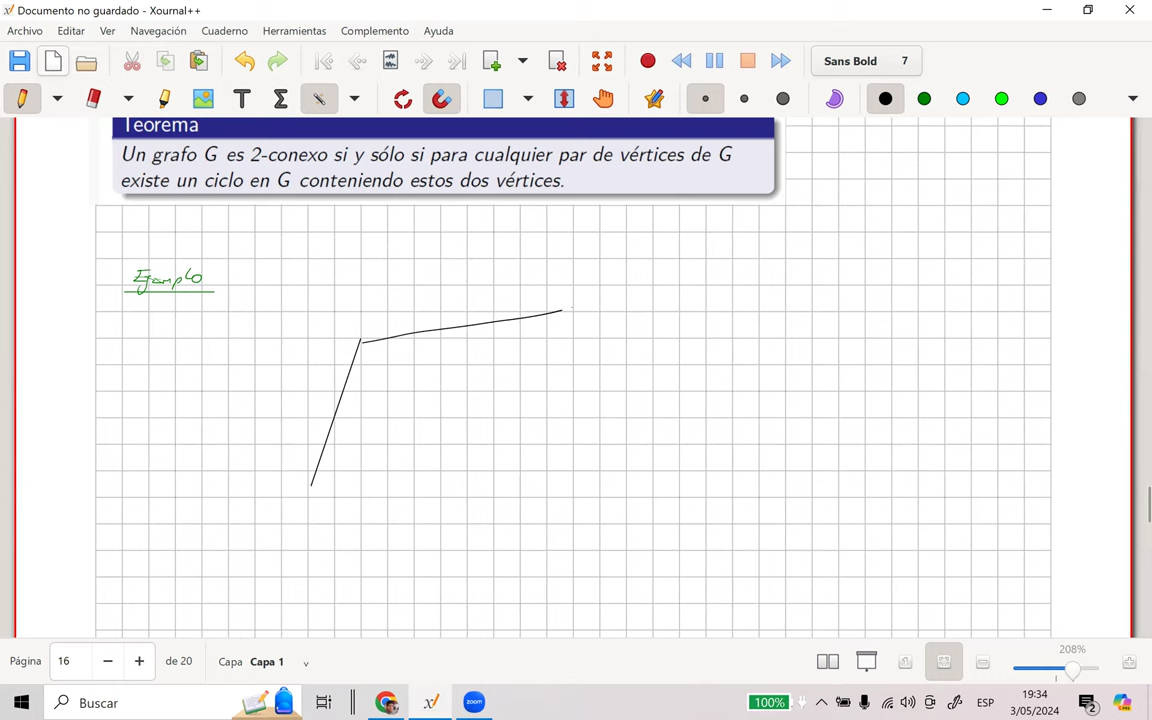 Documento no guardado - Xournal++
Archivo Editar Ver Navegación Cuaderno Herramientas Complemento Ayuda
Sans Bold 7
Teorema
Un grafo G es 2-conexo si y sólo si para cualquier par de vértices de G
existe un ciclo en G conteniendo estos dos vértices.
Ejemplo
Página 16 de 20 Capa Capa 1 208%
Buscar zoom 100% ESP 19:34
3/05/2024 2